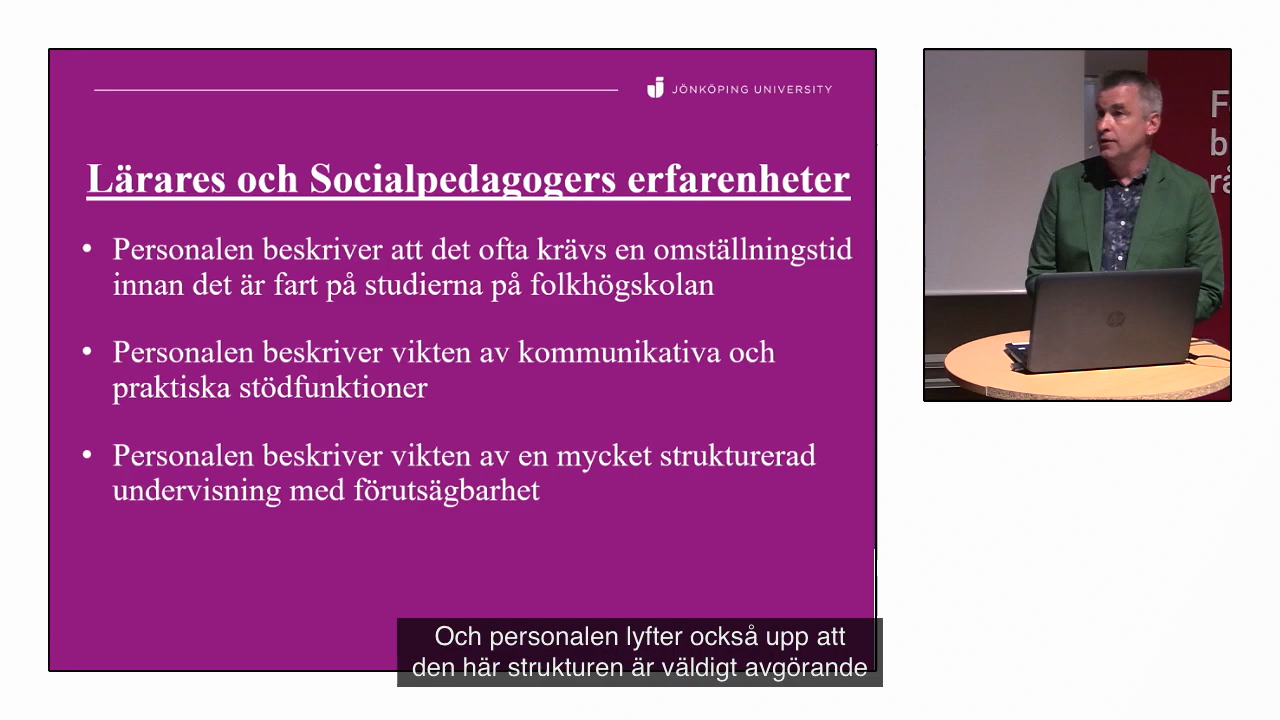 JÖNKÖPING UNIVERSITY
Lärares och Socialpedagogers erfarenheter
• Personalen beskriver att det ofta krävs en omställningstid
innan det är fart på studierna på folkhögskolan
• Personalen beskriver vikten av kommunikativa och
praktiska stödfunktioner
• Personalen beskriver vikten av en mycket strukturerad
undervisning med förutsägbarhet
Och personalen lyfter också upp att
den här strukturen är väldigt avgörande